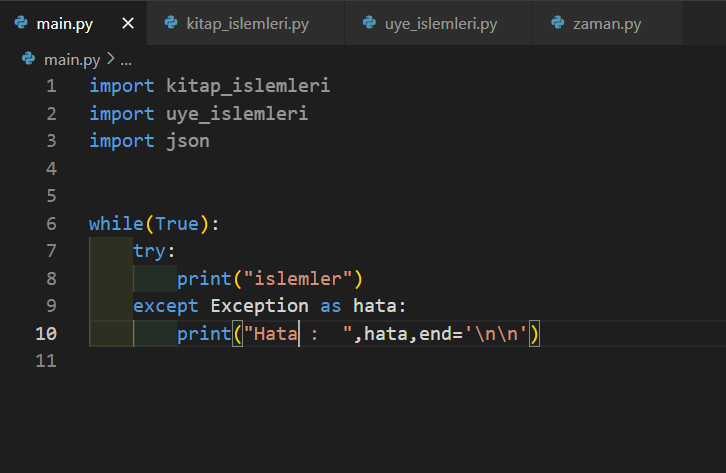 main.py × kitap_islemleri.py uye_islemleri.py zaman.py
main.py > ...
1 import kitap_islemleri
2 import uye_islemleri
3 import json
4
5
6 while(True):
7     try:
8         print("islemler")
9     except Exception as hata:
10         print("Hata :  ",hata,end='\n\n')
11